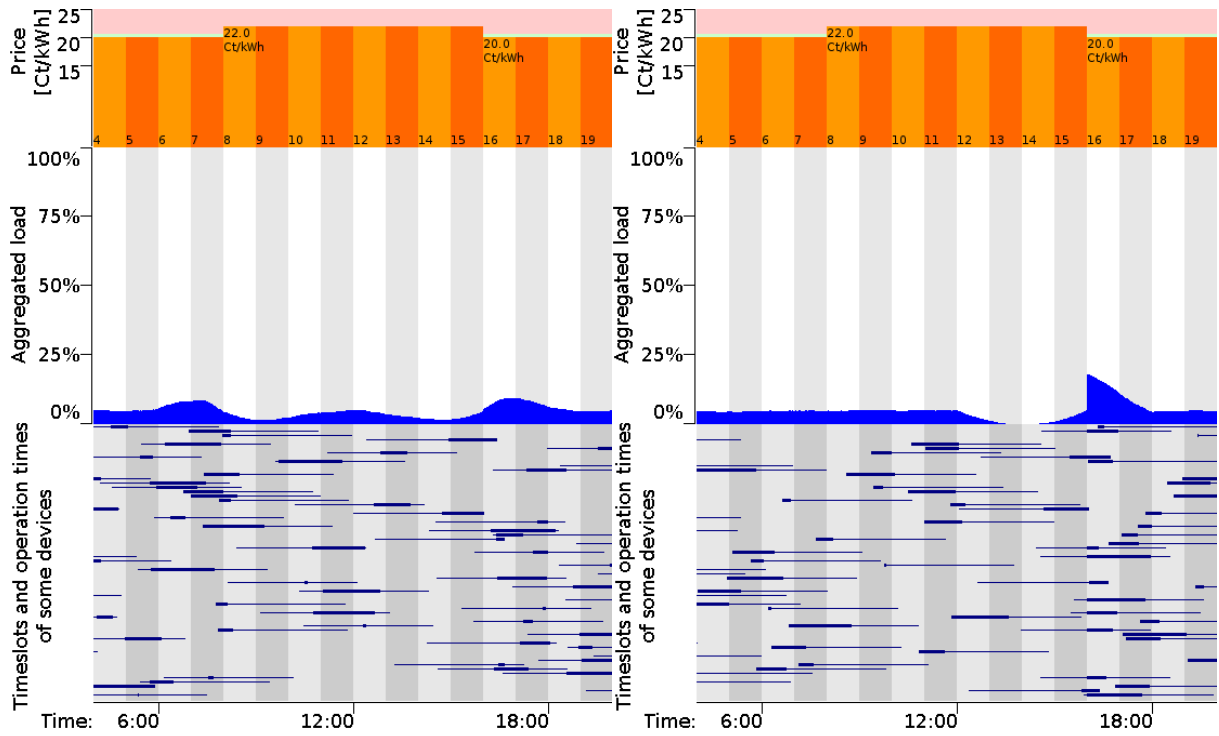 Price
[Ct/kWh]
25
20
15
22.0
Ct/kWh
20.0
Ct/kWh
4 5 6 7 8 9 10 11 12 13 14 15 16 17 18 19
Aggregated load
100%
75%
50%
25%
0%
Timeslots and operation times
of some devices
Time: 6:00 12:00 18:00
Price
[Ct/kWh]
25
20
15
22.0
Ct/kWh
20.0
Ct/kWh
4 5 6 7 8 9 10 11 12 13 14 15 16 17 18 19
Aggregated load
100%
75%
50%
25%
0%
Timeslots and operation times
of some devices
Time: 6:00 12:00 18:00